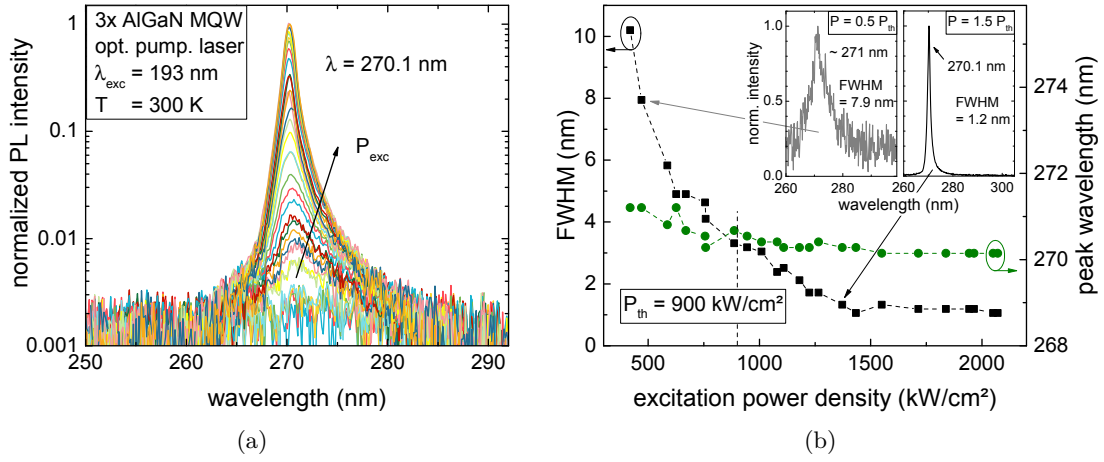 3x AlGaN MQW
opt. pump. laser
λexc = 193 nm
T = 300 K
λ = 270.1 nm
Pexc
normalized PL intensity
1
0.1
0.01
0.001
250 260 270 280 290
wavelength (nm)
(a)
FWHM (nm)
10
8
6
4
2
0
P = 0.5 Pth
~ 271 nm
FWHM
= 7.9 nm
norm. intensity
1.0
0.5
0.0
260 280
P = 1.5 Pth
270.1 nm
FWHM
= 1.2 nm
260 280 300
wavelength (nm)
Pth = 900 kW/cm²
274
272
270
268
peak wavelength (nm)
500 1000 1500 2000
excitation power density (kW/cm²)
(b)